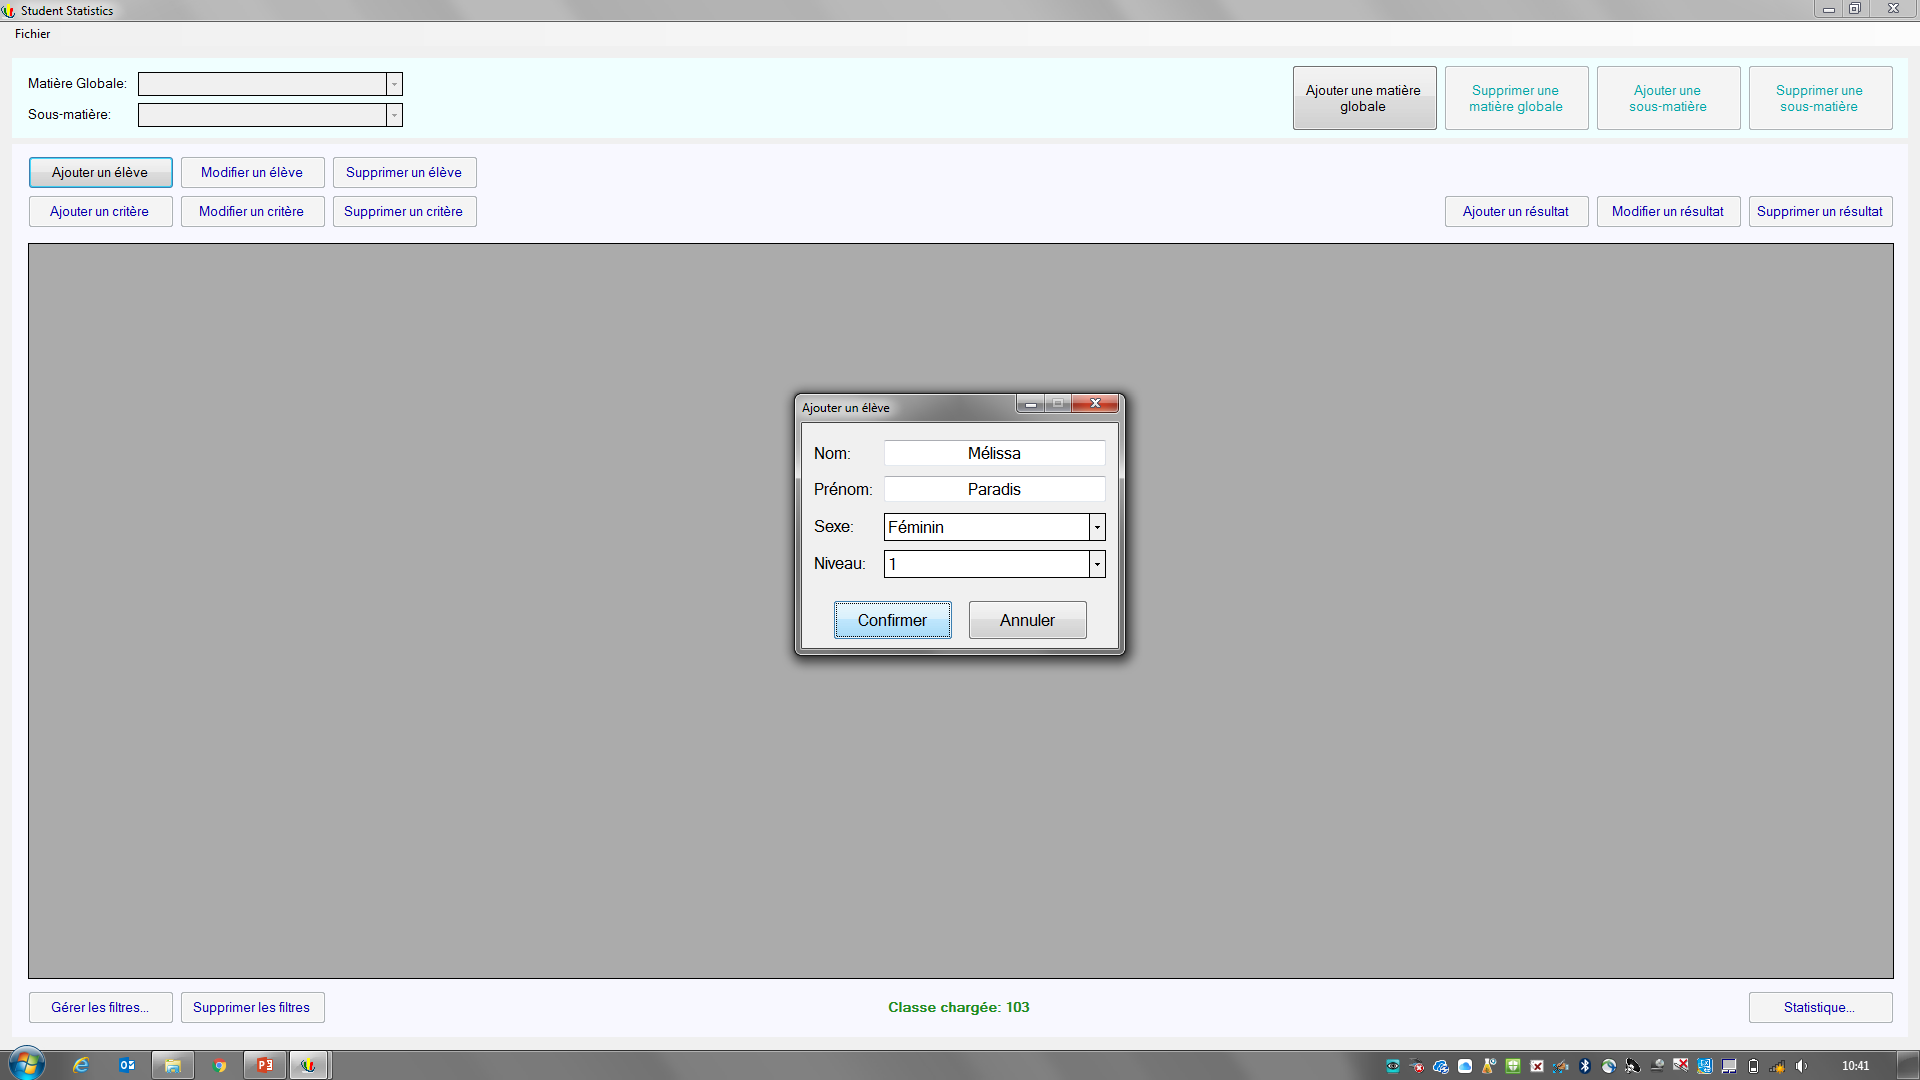 Student Statistics
Fichier
Matière Globale:
Sous-matière:
Ajouter une matière
globale
Supprimer une
matière globale
Ajouter une
sous-matière
Supprimer une
sous-matière
Ajouter un élève
Modifier un élève
Supprimer un élève
Ajouter un critère
Modifier un critère
Supprimer un critère
Ajouter un résultat
Modifier un résultat
Supprimer un résultat
Ajouter un élève
Nom: Mélissa
Prénom: Paradis
Sexe: Féminin
Niveau: 1
Confirmer
Annuler
Gérer les filtres...
Supprimer les filtres
Classe chargée: 103
Statistique...
10:41